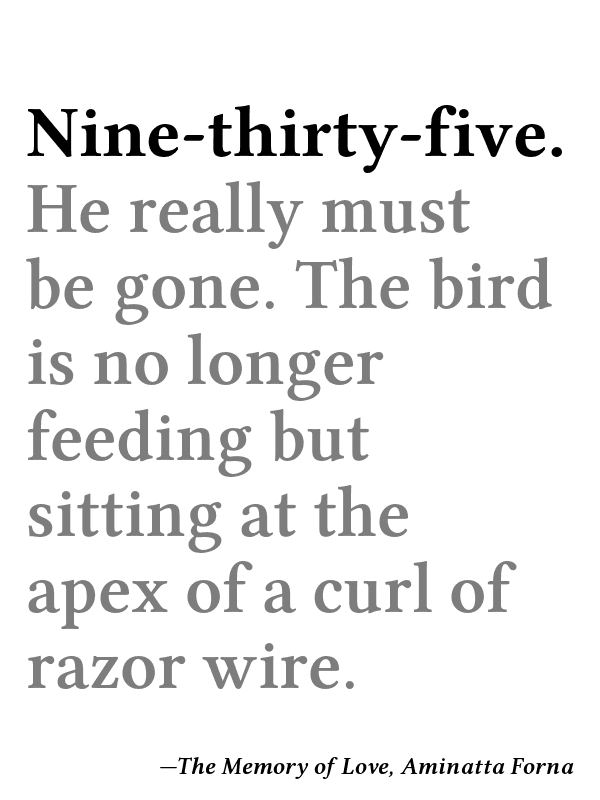 Nine-thirty-five.
He really must
be gone. The bird
is no longer
feeding but
sitting at the
apex of a curl of
razor wire.
—The Memory of Love, Aminatta Forna